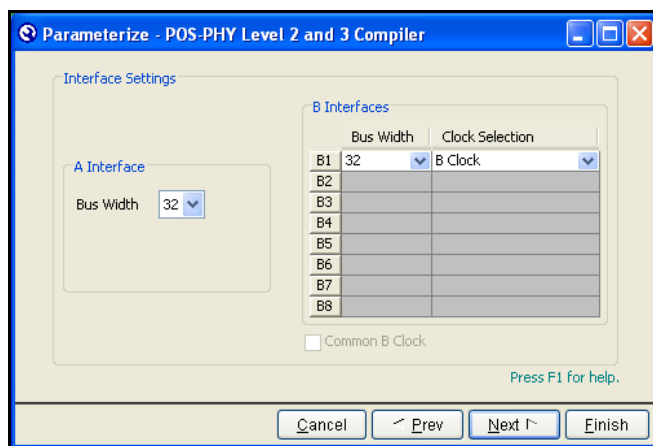 Parameterize - POS-PHY Level 2 and 3 Compiler
Interface Settings
A Interface
Bus Width 32
B Interfaces
Bus Width Clock Selection
B1 32 B Clock
B2
B3
B4
B5
B6
B7
B8
Common B Clock
Press F1 for help.
Cancel Prev Next Finish